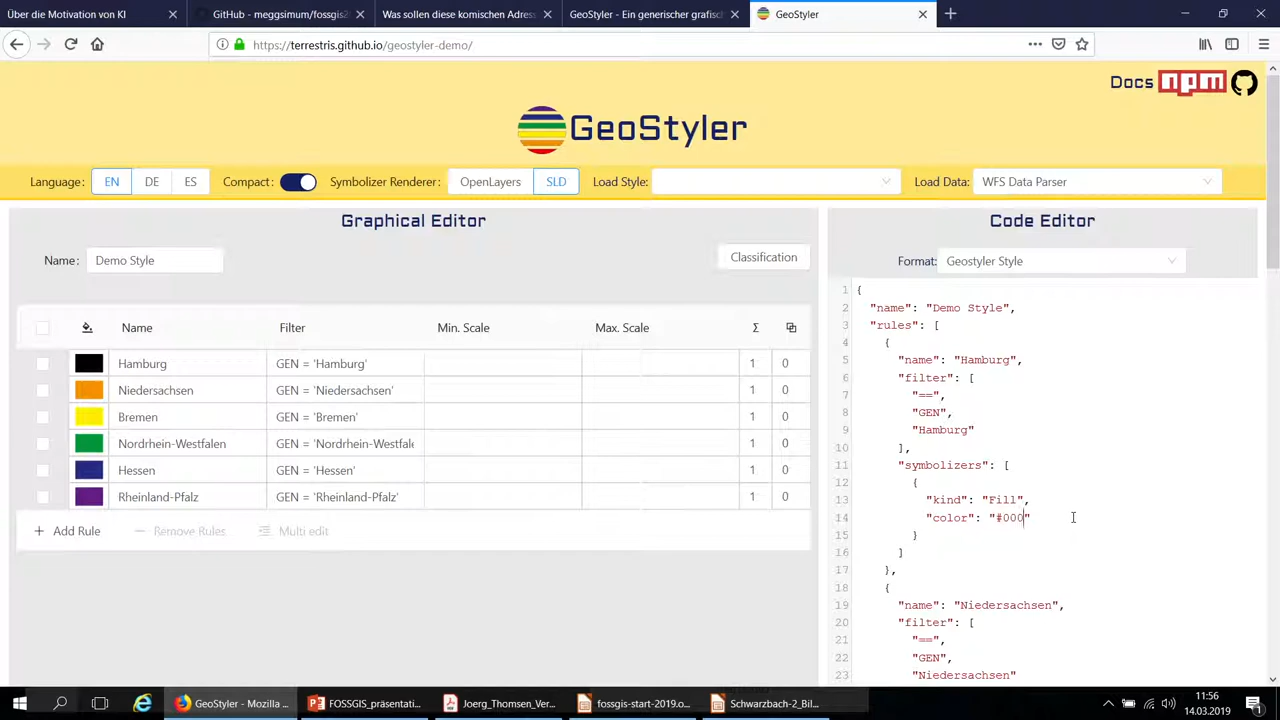 Über die Motivation von KI
GitHub - meggsimum/fossgis2
Was sollen diese komischen Adress
GeoStyler - Ein generischer grafisch
GeoStyler
https://terrestris.github.io/geostyler-demo/
Docs npm
GeoStyler
Language: EN DE ES Compact: Symbolizer Renderer: OpenLayers SLD Load Style: Load Data: WFS Data Parser
Graphical Editor
Name: Demo Style
Classification
Name Filter Min. Scale Max. Scale Σ
Hamburg GEN = 'Hamburg' 1 0
Niedersachsen GEN = 'Niedersachsen' 1 0
Bremen GEN = 'Bremen' 1 0
Nordrhein-Westfalen GEN = 'Nordrhein-Westfale 1 0
Hessen GEN = 'Hessen' 1 0
Rheinland-Pfalz GEN = 'Rheinland-Pfalz' 1 0
+ Add Rule
− Remove Rules
Multi edit
Code Editor
Format: Geostyler Style
1 {
2 "name": "Demo Style",
3 "rules": [
4 {
5 "name": "Hamburg",
6 "filter": [
7 "==",
8 "GEN",
9 "Hamburg"
10 ],
11 "symbolizers": [
12 {
13 "kind": "Fill",
14 "color": "#000"
15 }
16 ]
17 },
18 {
19 "name": "Niedersachsen",
20 "filter": [
21 "==",
22 "GEN",
23 "Niedersachsen"
GeoStyler - Mozilla ...
FOSSGIS_präsentati...
Joerg_Thomsen_Ver...
fossgis-start-2019.o...
Schwarzbach-2_Bil...
11:56
14.03.2019
1